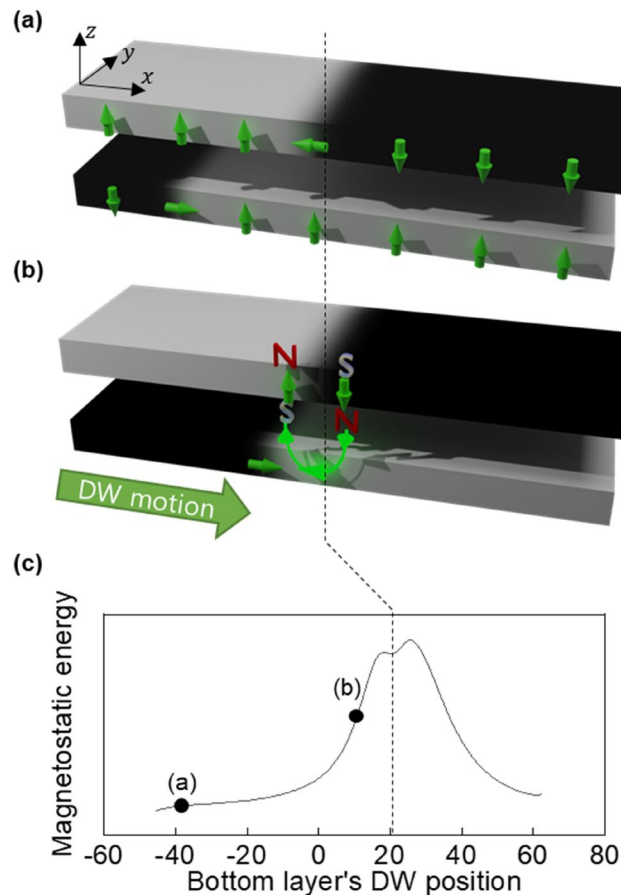 (a)
z
y
x
(b)
N S
S N
DW motion
(c)
Magnetostatic energy
(b)
(a)
-60 -40 -20 0 20 40 60 80
Bottom layer's DW position